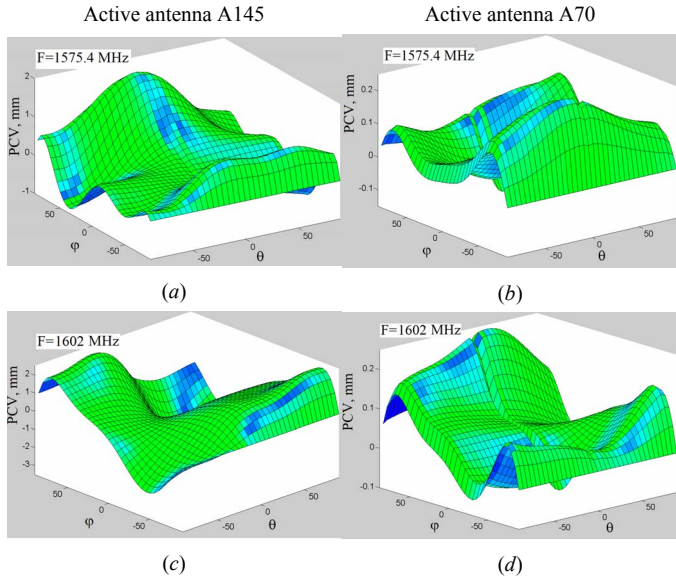 Active antenna A145
Active antenna A70
F=1575.4 MHz
PCV, mm
2
1
0
-1
50
0
-50
φ
-50
0
50
θ
(a)
F=1575.4 MHz
PCV, mm
0.2
0.1
0
-0.1
50
0
-50
φ
-50
0
50
θ
(b)
F=1602 MHz
PCV, mm
2
1
0
-1
-2
-3
50
0
-50
φ
-50
0
50
θ
(c)
F=1602 MHz
PCV, mm
0.2
0.1
0
-0.1
50
0
-50
φ
-50
0
50
θ
(d)